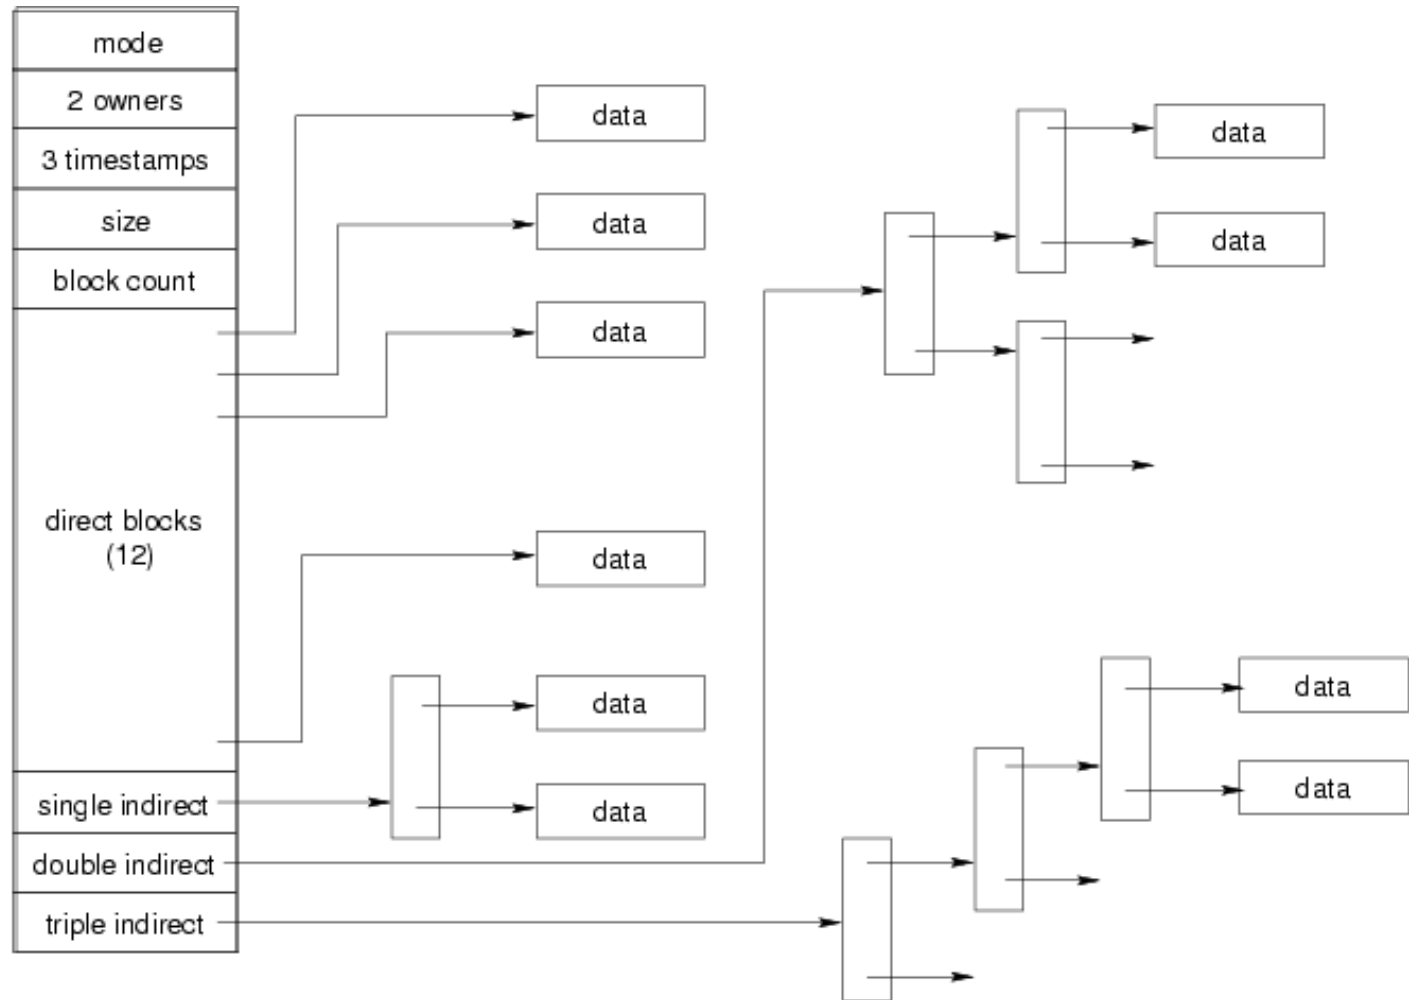 mode
2 owners
3 timestamps
size
block count
direct blocks
(12)
single indirect
double indirect
triple indirect
data
data
data
data
data
data
data
data
data
data